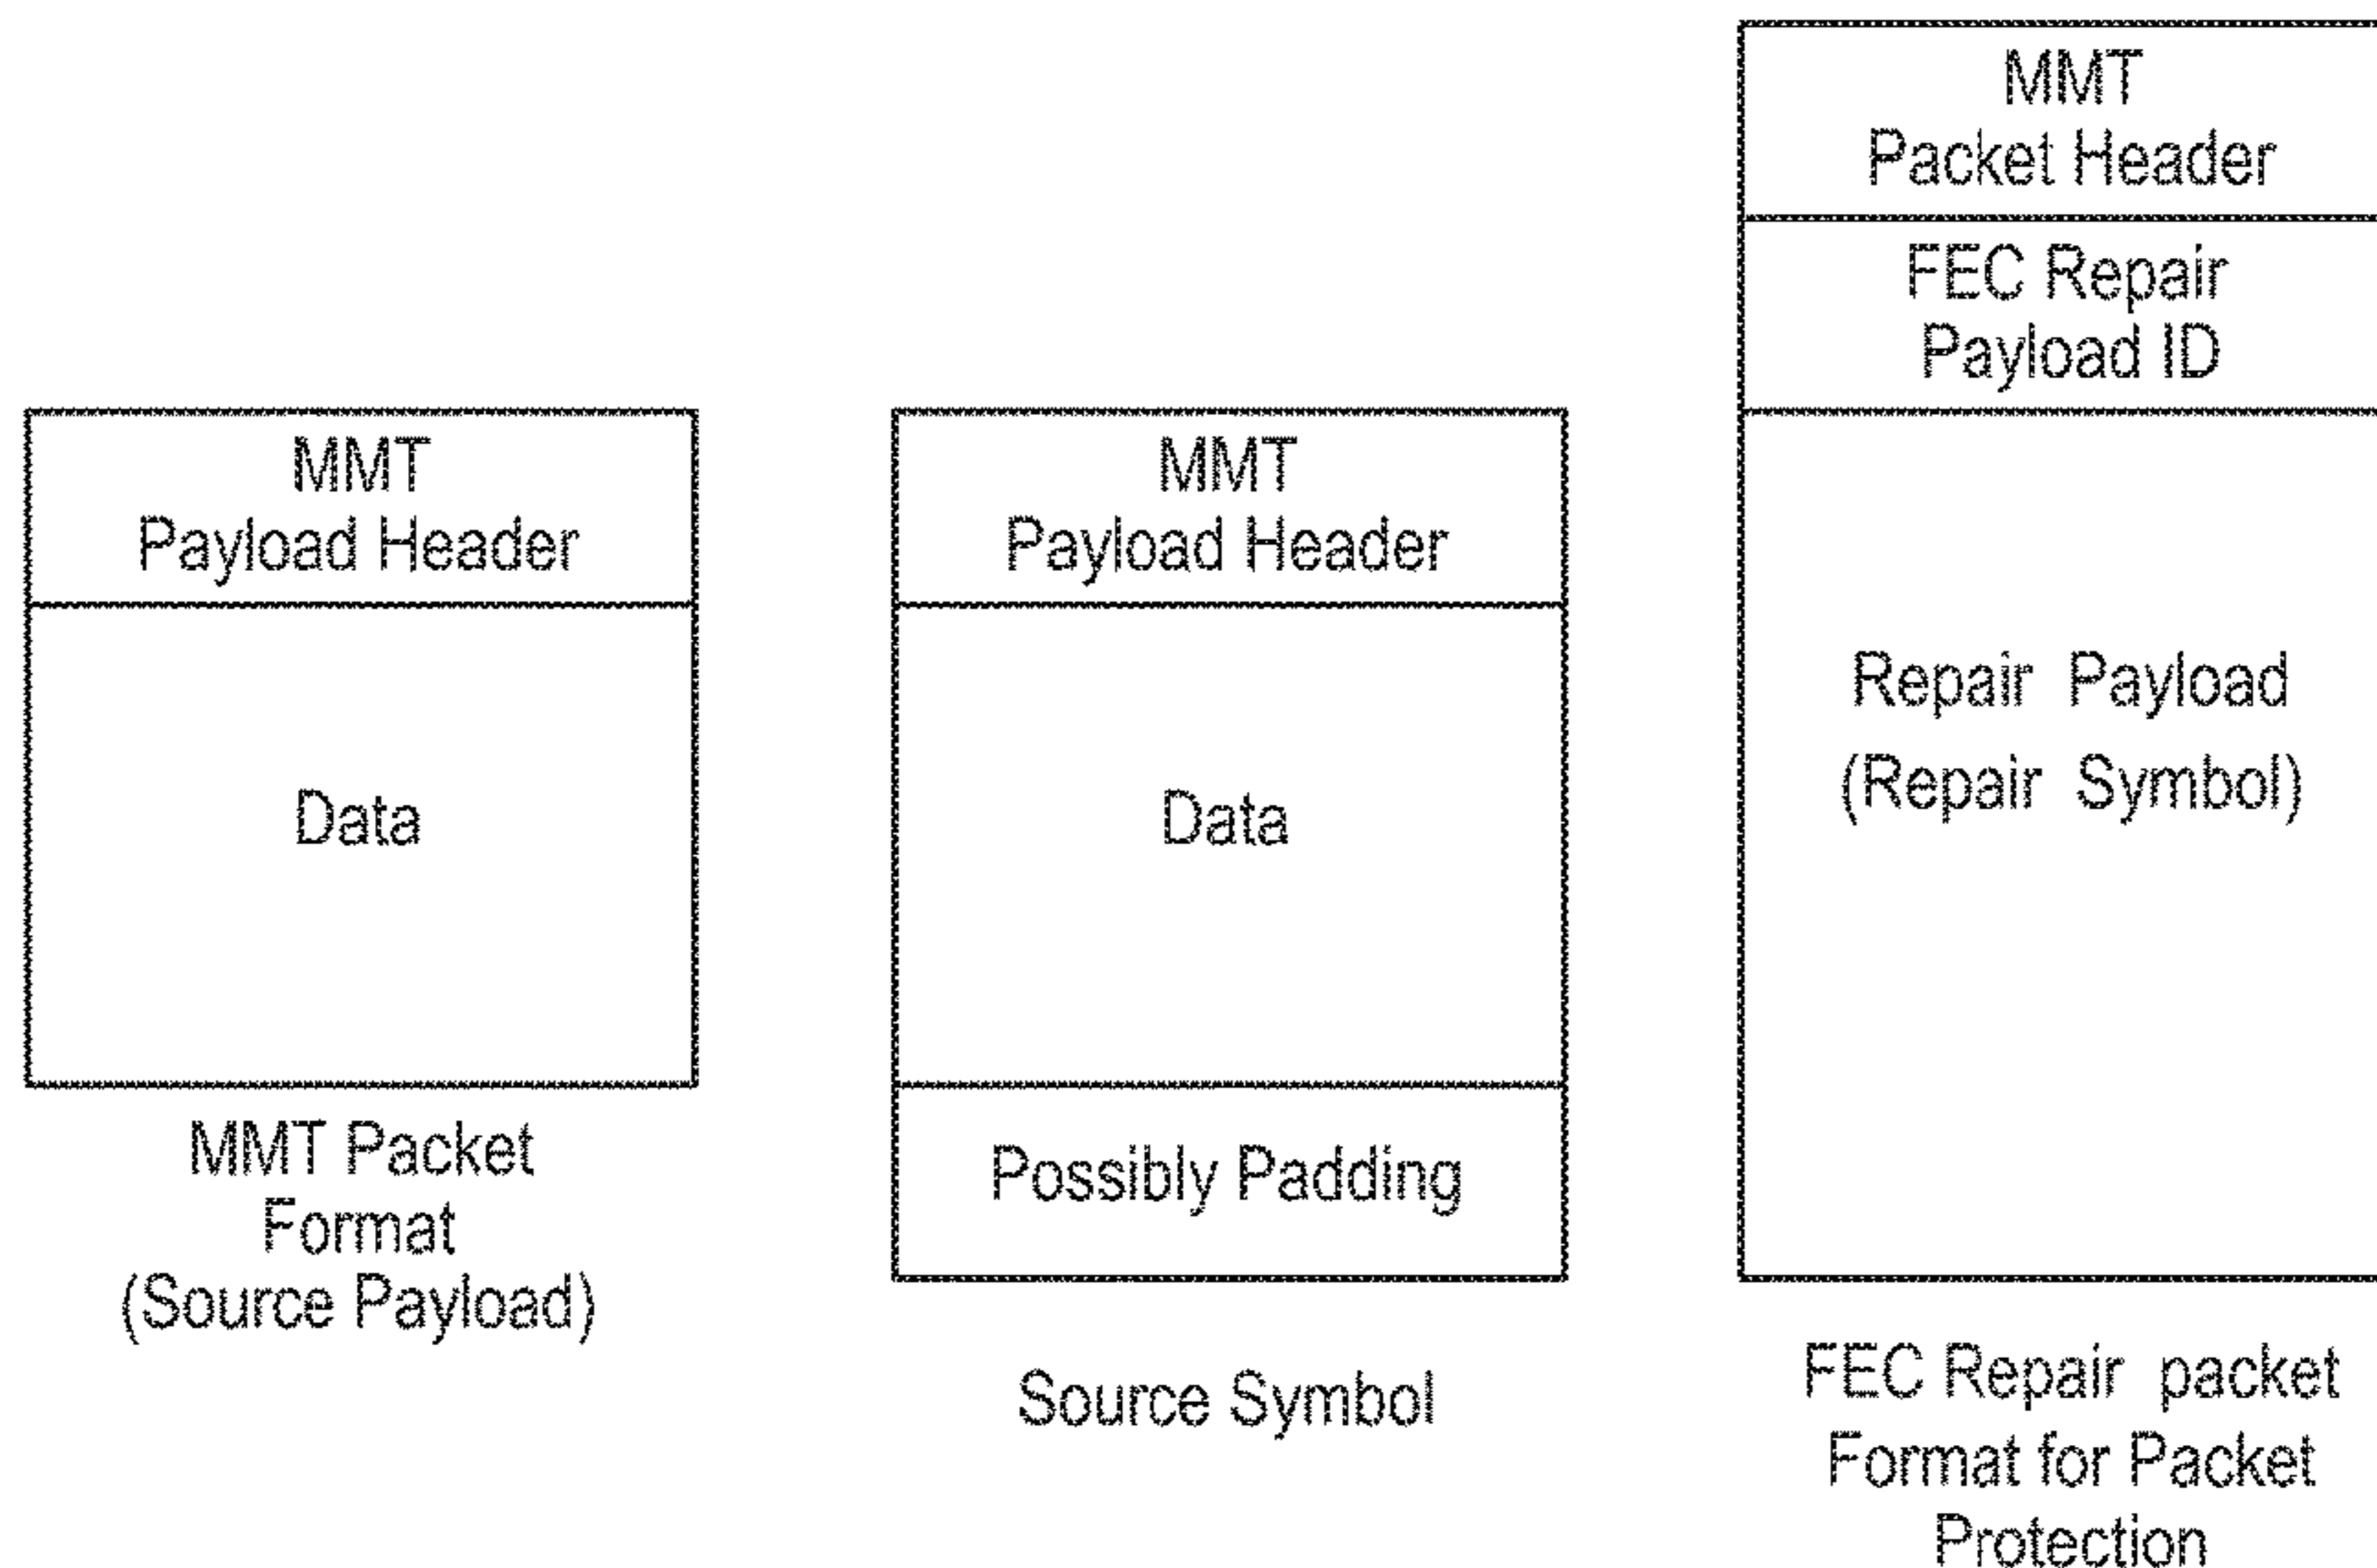 MMT
Payload Header
Data
MMT Packet
Format
(Source Payload)
MMT
Payload Header
Data
Possibly Padding
Source Symbol
MMT
Packet Header
FEC Repair
Payload ID
Repair Payload
(Repair Symbol)
FEC Repair packet
Format for Packet
Protection